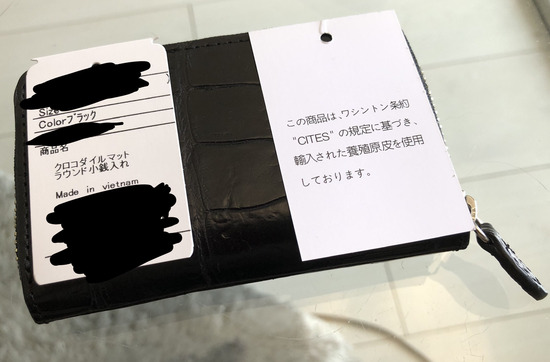 Size
Colorブラック
商品名
クロコダイルマット
ラウンド小銭入れ
Made in vietnam
この商品は、ワシントン条約
"CITES" の規定に基づき、
輸入された養殖原皮を使用
しております。